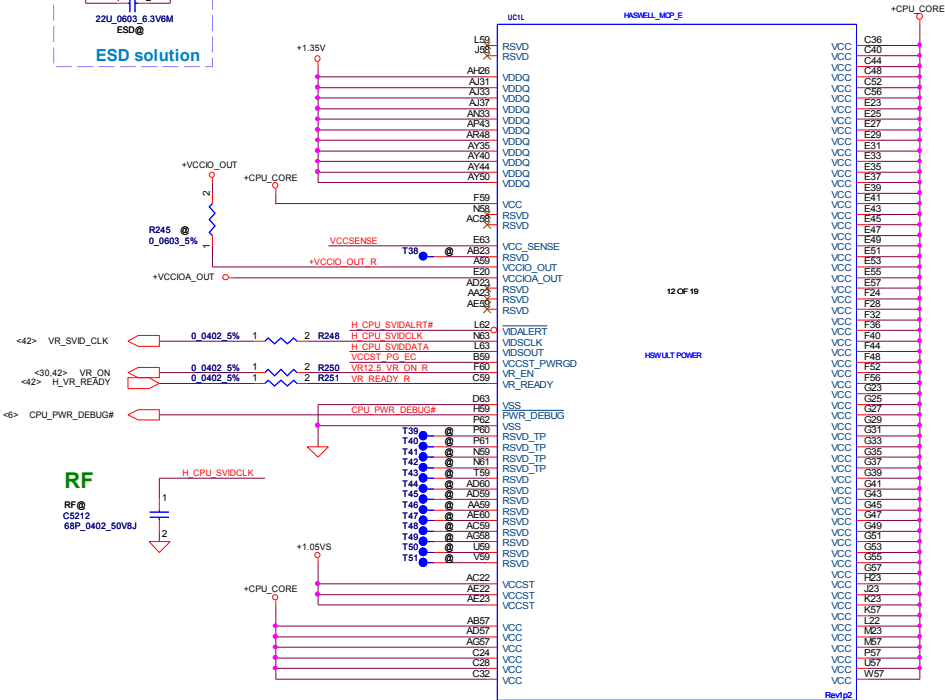 22U_0603_6.3V6M
ESD@
ESD solution
+1.35V
UC1L
HASWELL_MCP_E
+CPU_CORE
L59 RSVD
J58 RSVD
AH26 VDDQ
AJ31 VDDQ
AJ33 VDDQ
AJ37 VDDQ
AN33 VDDQ
AP43 VDDQ
AR48 VDDQ
AY35 VDDQ
AY40 VDDQ
AY44 VDDQ
AY50 VDDQ
+VCCIO_OUT
+CPU_CORE
2
R245 @
0_0603_5%
1
F59 VCC
N58 RSVD
AC58 RSVD
VCCSENSE E63 VCC_SENSE
T38 @ AB23 RSVD
+VCCIO_OUT_R A59 VCCIO_OUT
+VCCIOA_OUT E20 VCCIOA_OUT
AD23 RSVD
AA23 RSVD
AE59 RSVD
H_CPU_SVIDALRT# L62 VIDALERT
<42> VR_SVID_CLK 0_0402_5% 1 2 R248 H_CPU_SVIDCLK N63 VIDSCLK
H_CPU_SVIDDATA L63 VIDSOUT
VCCST_PG_EC B59 VCCST_PWRGD
<30,42> VR_ON 0_0402_5% 1 2 R250 VR12.5_VR_ON_R F60 VR_EN
<42> H_VR_READY 0_0402_5% 1 2 R251 VR_READY_R C59 VR_READY
D63 VSS
<6> CPU_PWR_DEBUG# CPU_PWR_DEBUG# H59 PWR_DEBUG
P62 VSS
T39 @ P60 RSVD_TP
T40 @ P61 RSVD_TP
T41 @ N59 RSVD_TP
T42 @ N61 RSVD_TP
T43 @ T59 RSVD
T44 @ AD60 RSVD
T45 @ AD59 RSVD
T46 @ AA59 RSVD
T47 @ AE60 RSVD
T48 @ AC59 RSVD
T49 @ AG58 RSVD
T50 @ U59 RSVD
T51 @ V59 RSVD
RF
RF@
C5212
68P_0402_50V8J
H_CPU_SVIDCLK
1
2
+1.05VS
AC22 VCCST
AE22 VCCST
AE23 VCCST
+CPU_CORE
AB57 VCC
AD57 VCC
AG57 VCC
C24 VCC
C28 VCC
C32 VCC
12 OF 19
HSW ULT POWER
VCC C36
VCC C40
VCC C44
VCC C48
VCC C52
VCC C56
VCC E23
VCC E25
VCC E27
VCC E29
VCC E31
VCC E33
VCC E35
VCC E37
VCC E39
VCC E41
VCC E43
VCC E45
VCC E47
VCC E49
VCC E51
VCC E53
VCC E55
VCC E57
VCC F24
VCC F28
VCC F32
VCC F36
VCC F40
VCC F44
VCC F48
VCC F52
VCC F56
VCC G23
VCC G25
VCC G27
VCC G29
VCC G31
VCC G33
VCC G35
VCC G37
VCC G39
VCC G41
VCC G43
VCC G45
VCC G47
VCC G49
VCC G51
VCC G53
VCC G55
VCC G57
VCC H23
VCC J23
VCC K23
VCC K57
VCC L22
VCC M23
VCC M57
VCC P57
VCC U57
VCC W57
Rev1p2